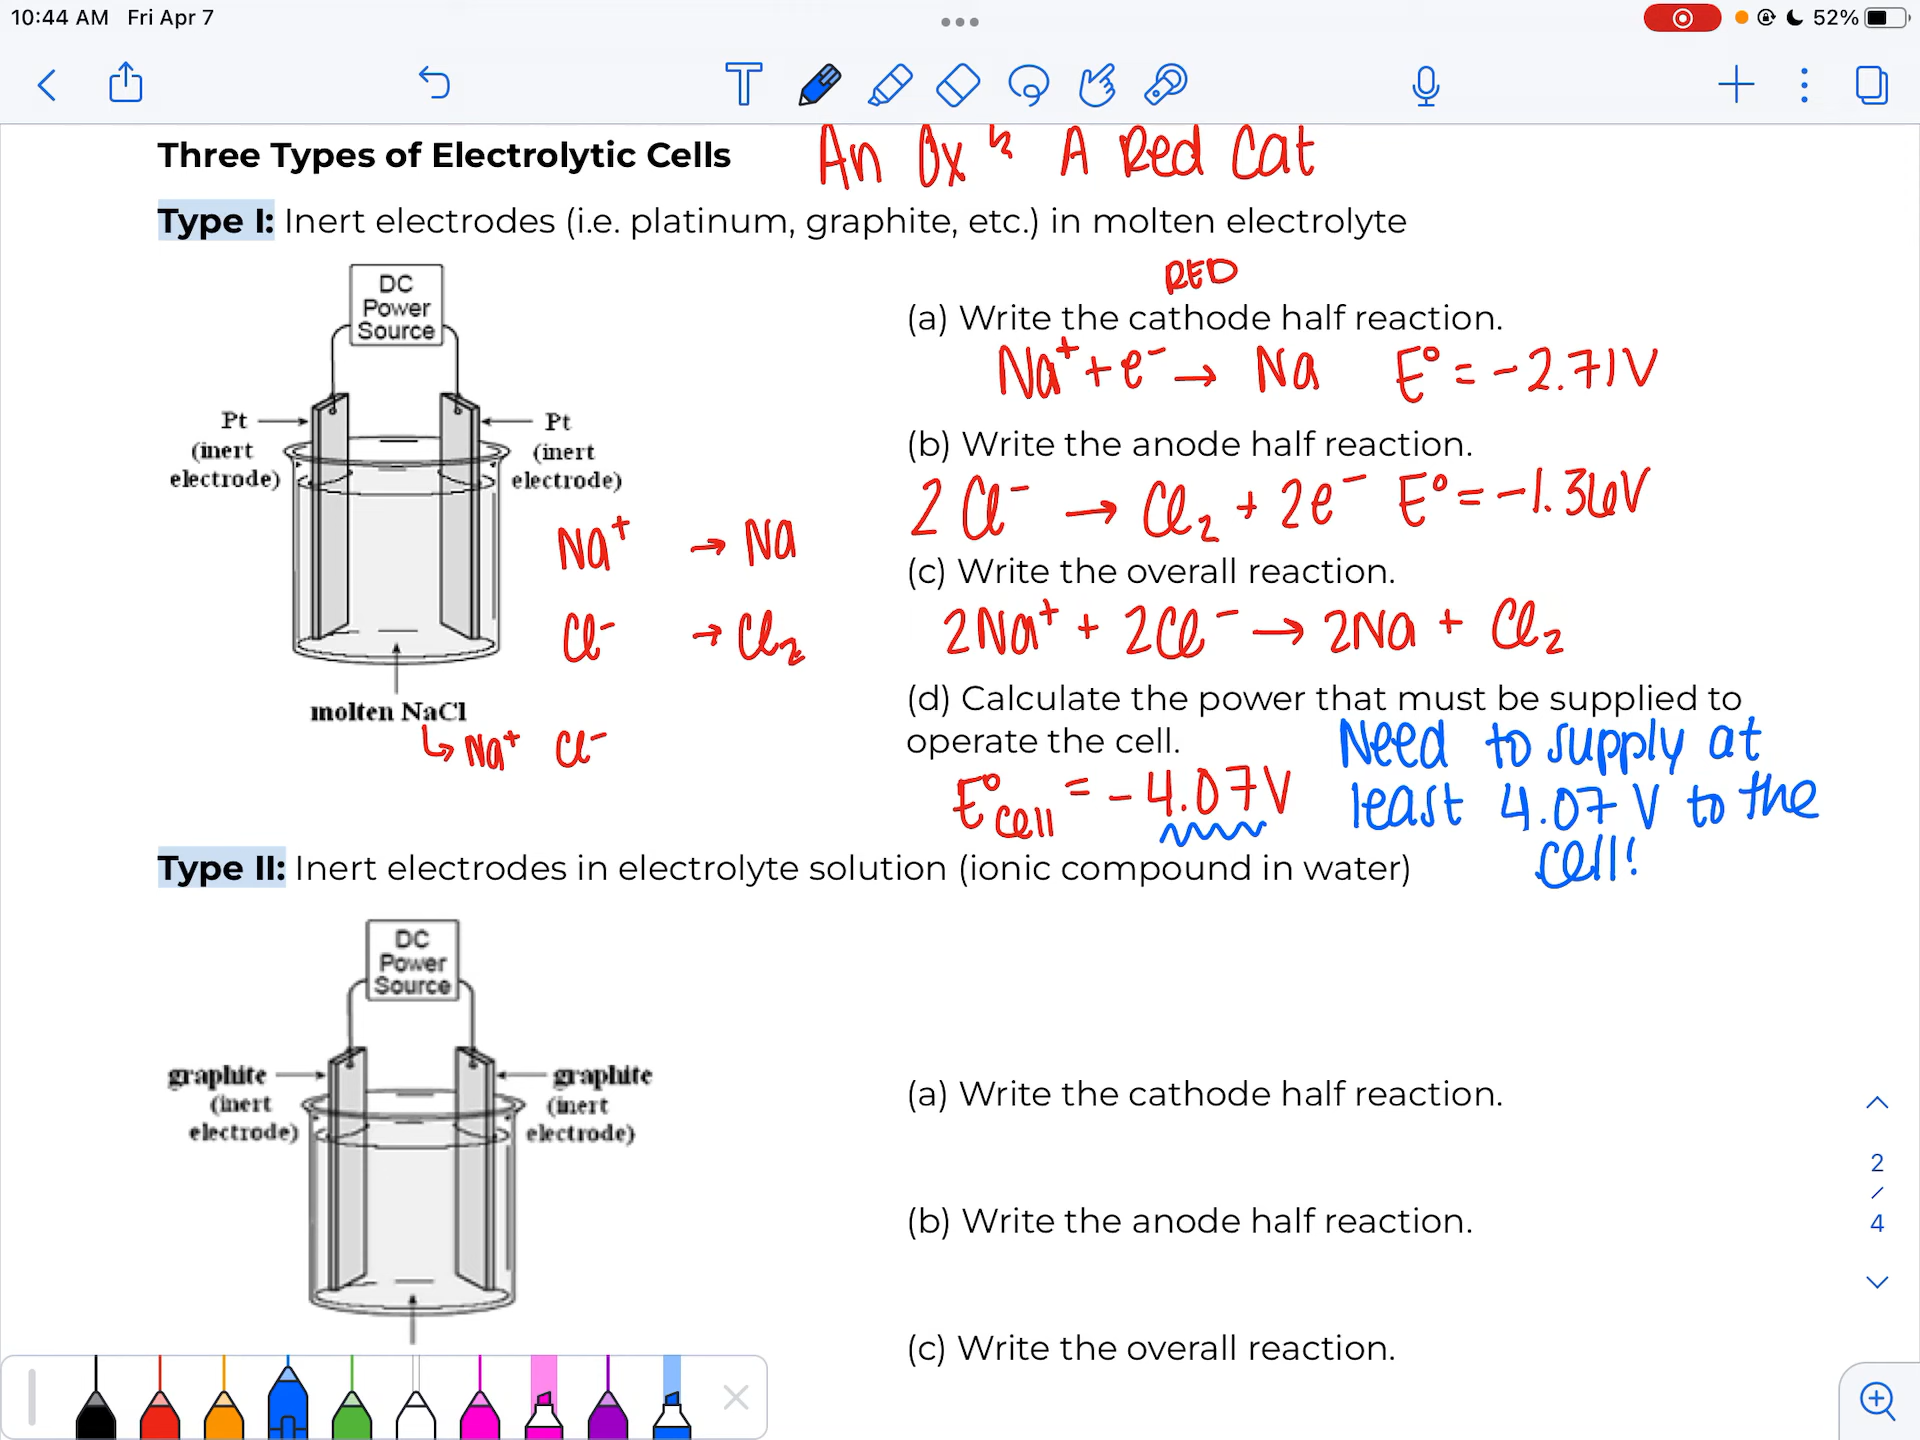 10:44 AM Fri Apr 7
52%
Three Types of Electrolytic Cells An Ox & A Red Cat
Type I: Inert electrodes (i.e. platinum, graphite, etc.) in molten electrolyte
DC
Power
Source
Pt
(inert
electrode)
Pt
(inert
electrode)
Na⁺ → Na
Cl⁻ → Cl₂
molten NaCl
↳ Na⁺ Cl⁻
RED
(a) Write the cathode half reaction.
Na⁺ + e⁻ → Na E° = -2.71V
(b) Write the anode half reaction.
2Cl⁻ → Cl₂ + 2e⁻ E° = -1.36V
(c) Write the overall reaction.
2Na⁺ + 2Cl⁻ → 2Na + Cl₂
(d) Calculate the power that must be supplied to
operate the cell.
E°cell = -4.07V
Need to supply at
least 4.07 V to the
cell!
Type II: Inert electrodes in electrolyte solution (ionic compound in water)
DC
Power
Source
graphite
(inert
electrode)
graphite
(inert
electrode)
(a) Write the cathode half reaction.
(b) Write the anode half reaction.
(c) Write the overall reaction.
2
/
4